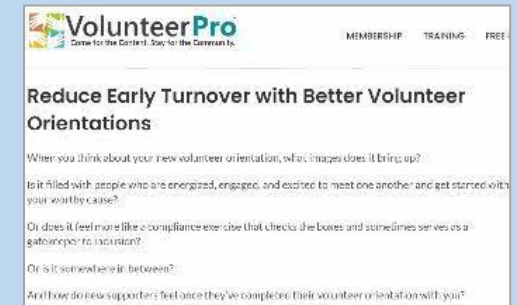 VolunteerPro
Come for the Content. Stay for the Community.
MEMBERSHIP TRAINING FREE
Reduce Early Turnover with Better Volunteer
Orientations
When you think about your new volunteer orientation, what images does it bring up?
Is it filled with people who are energized, engaged, and excited to meet one another and get started with
your worthy cause?
Or does it feel more like a compliance exercise that checks the boxes and sometimes serves as a
gatekeeper to inclusion?
Or is it somewhere in between?
And how do new supporters feel once they've completed their volunteer orientation with you?